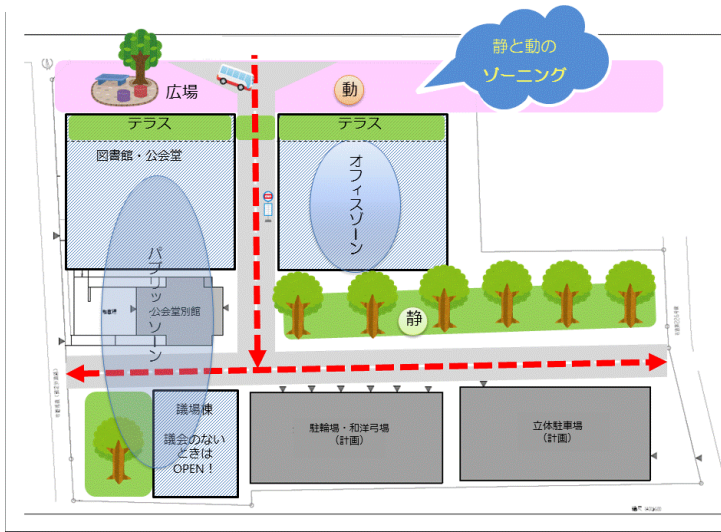 静と動の
ゾーニング
広場
動
テラス
テラス
図書館・公会堂
オフィスゾーン
パブリッ・ゾーン
公会堂別館
静
議場棟
議会のない
ときは
OPEN！
駐輪場・和洋弓場
（計画）
立体駐車場
（計画）